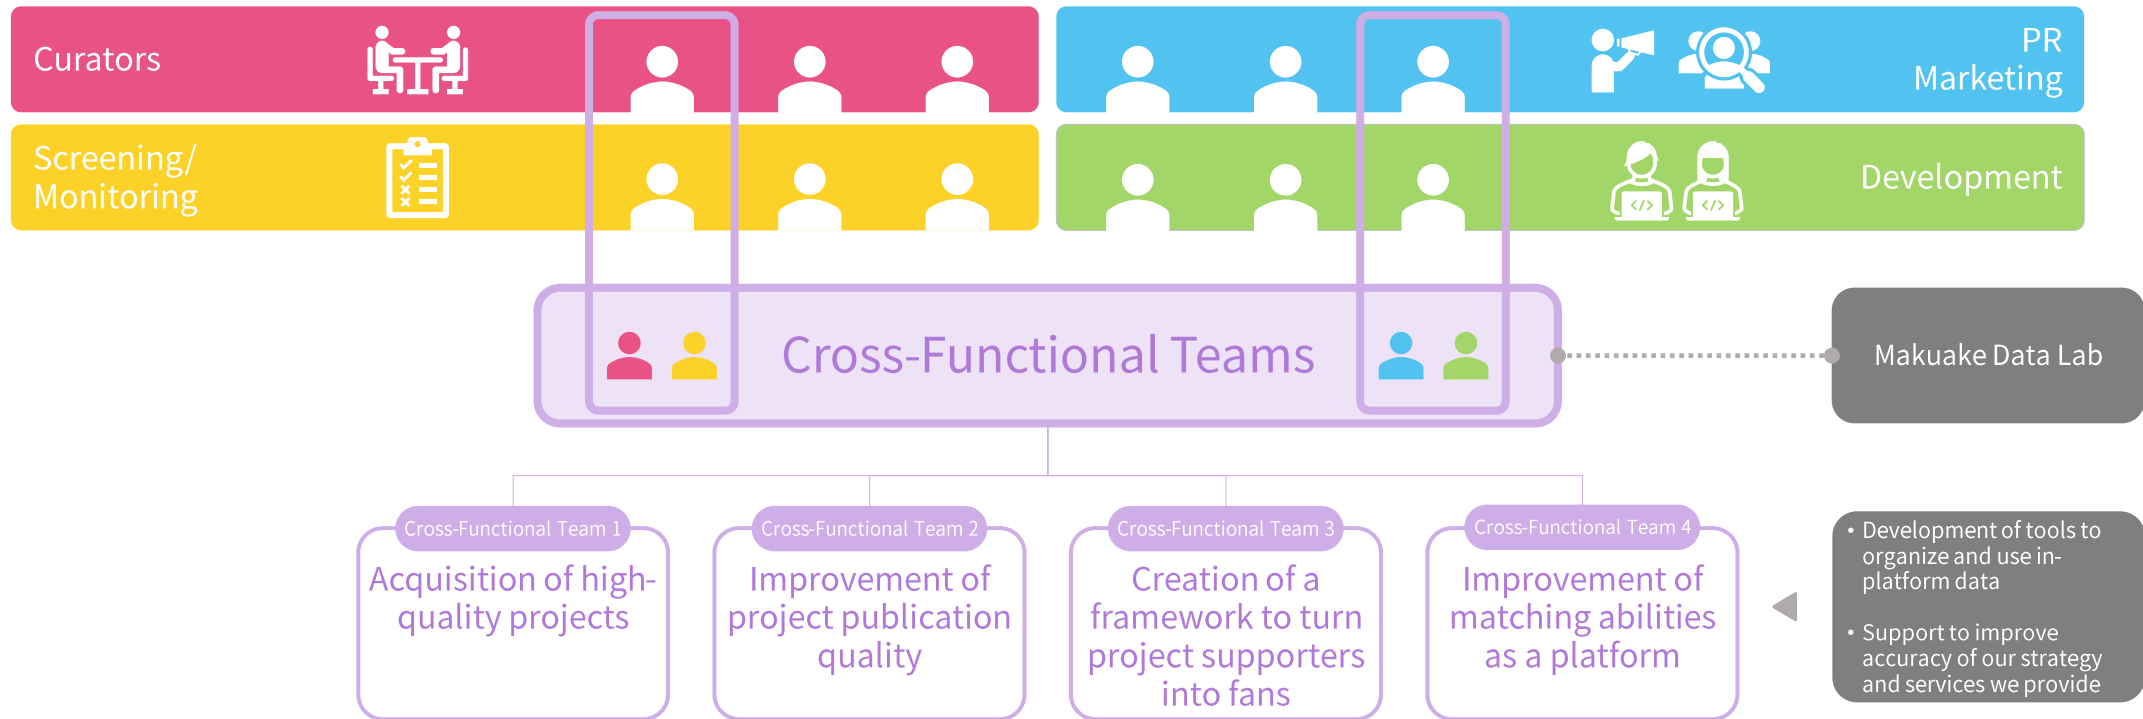 Curators
PR
Marketing
Screening/
Monitoring
</>
</>
Development
Cross-Functional Teams
Makuake Data Lab
Cross-Functional Team 1
Acquisition of high-
quality projects
Cross-Functional Team 2
Improvement of
project publication
quality
Cross-Functional Team 3
Creation of a
framework to turn
project supporters
into fans
Cross-Functional Team 4
Improvement of
matching abilities
as a platform
• Development of tools to
organize and use in-
platform data
• Support to improve
accuracy of our strategy
and services we provide